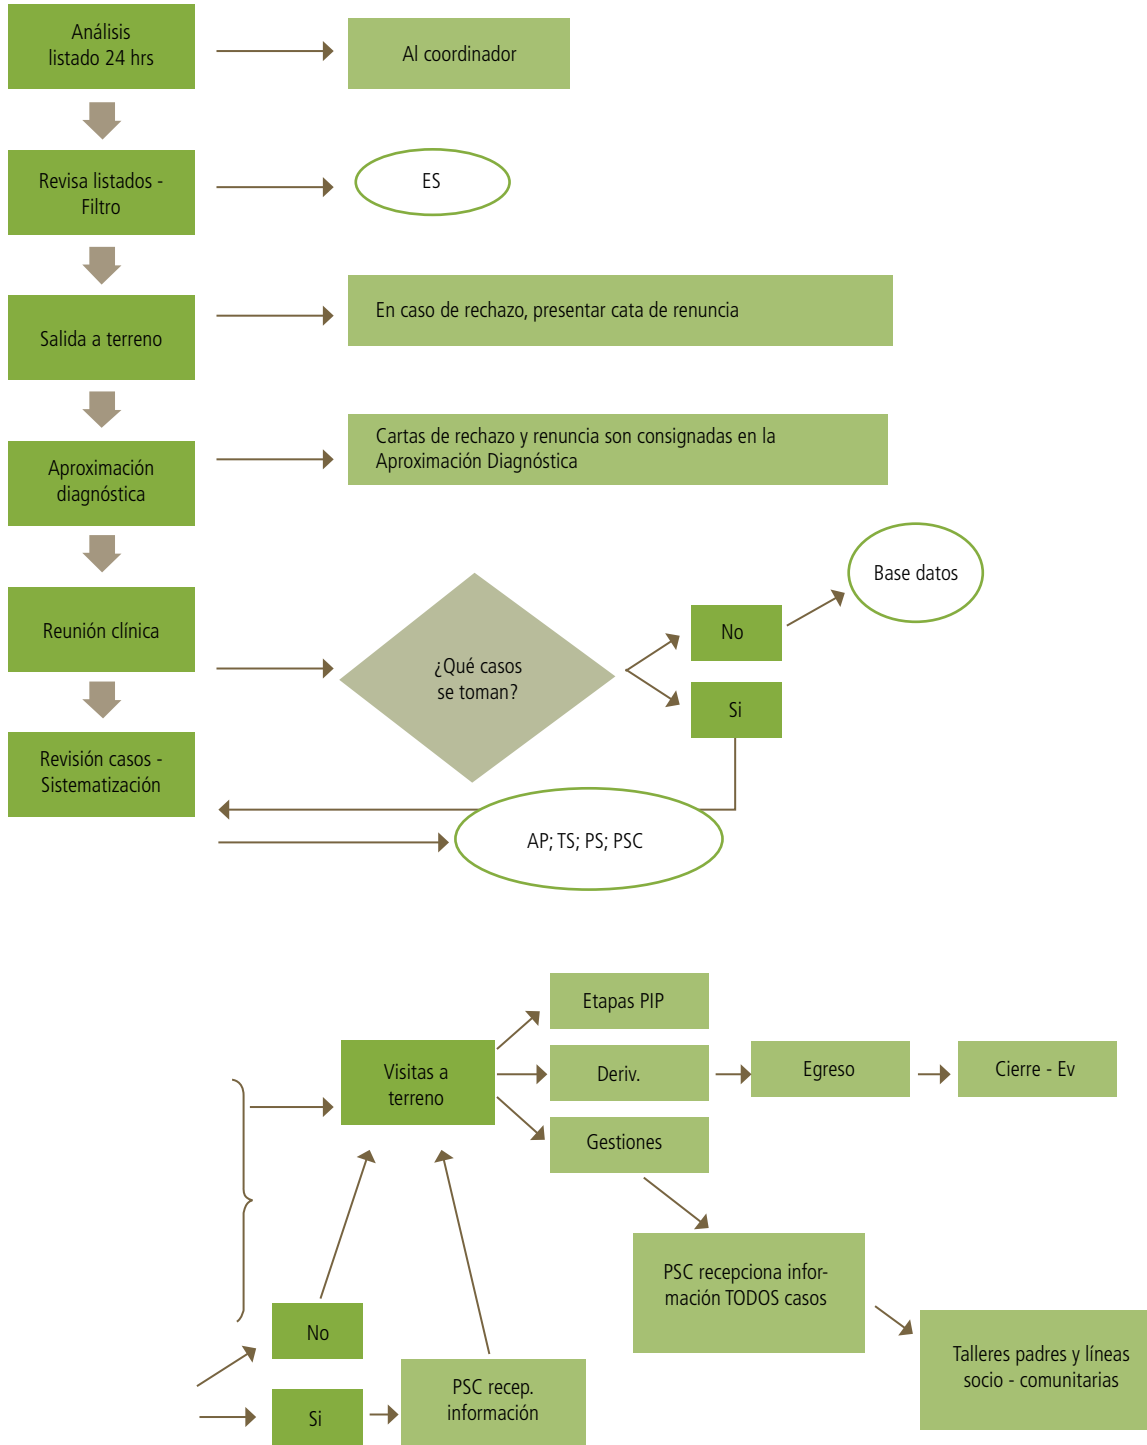 Análisis
listado 24 hrs
Al coordinador
Revisa listados -
Filtro
ES
Salida a terreno
En caso de rechazo, presentar cata de renuncia
Aproximación
diagnóstica
Cartas de rechazo y renuncia son consignadas en la
Aproximación Diagnóstica
Reunión clínica
¿Qué casos
se toman?
No
Base datos
Si
Revisión casos -
Sistematización
AP; TS; PS; PSC
Visitas a
terreno
Etapas PIP
Deriv.
Egreso
Cierre - Ev
Gestiones
PSC recepciona infor-
mación TODOS casos
Talleres padres y líneas
socio - comunitarias
No
Si
PSC recep.
información